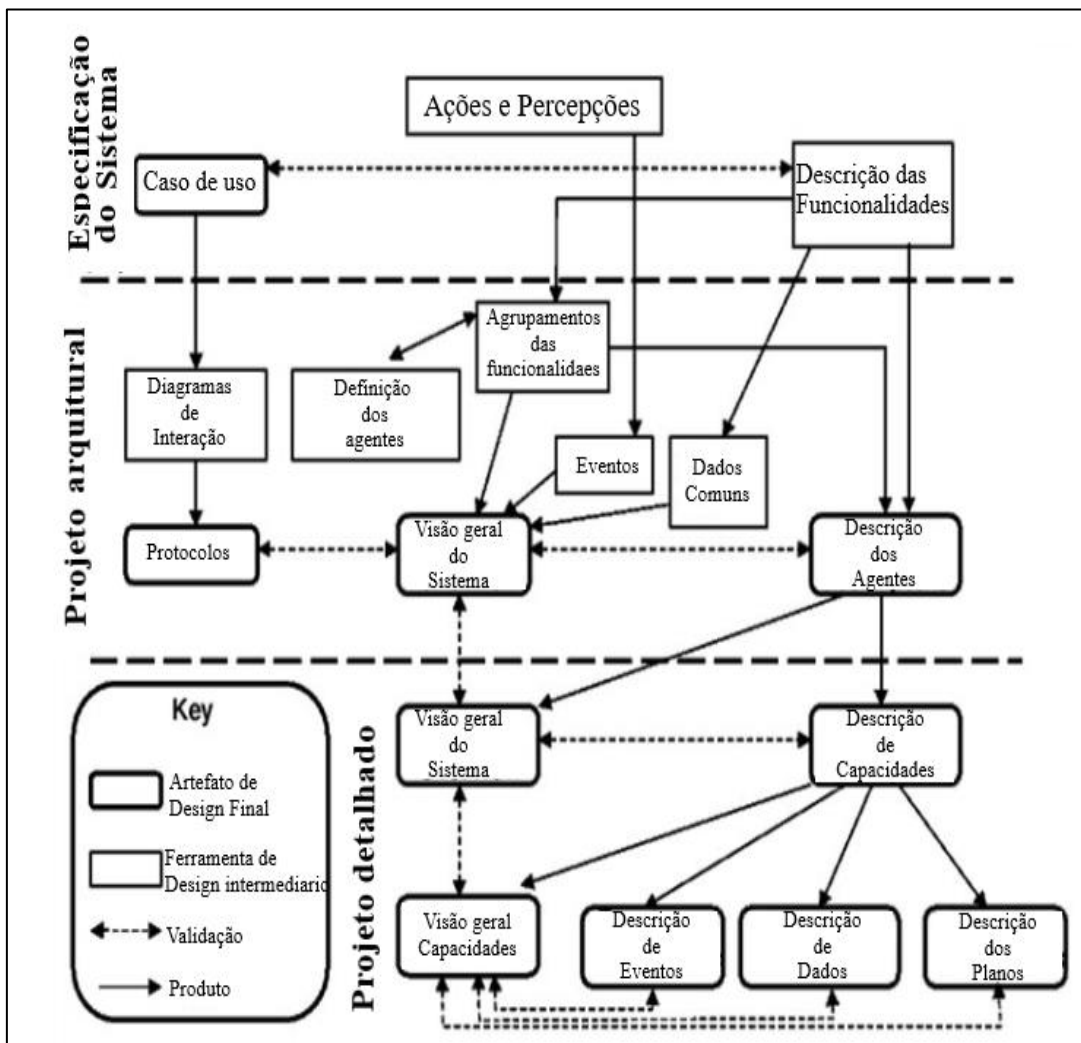 Especificação
do Sistema
Ações e Percepções
Caso de uso
Descrição das
Funcionalidades
Projeto arquitural
Agrupamentos
das
funcionalidaes
Diagramas
de
Interação
Definição
dos
agentes
Eventos
Dados
Comuns
Protocolos
Visão geral
do
Sistema
Descrição
dos
Agentes
Projeto detalhado
Key
Artefato de
Design Final
Ferramenta de
Design intermediario
Validação
Produto
Visão geral
do
Sistema
Descrição
de
Capacidades
Visão geral
Capacidades
Descrição
de
Eventos
Descrição
de
Dados
Descrição
dos
Planos